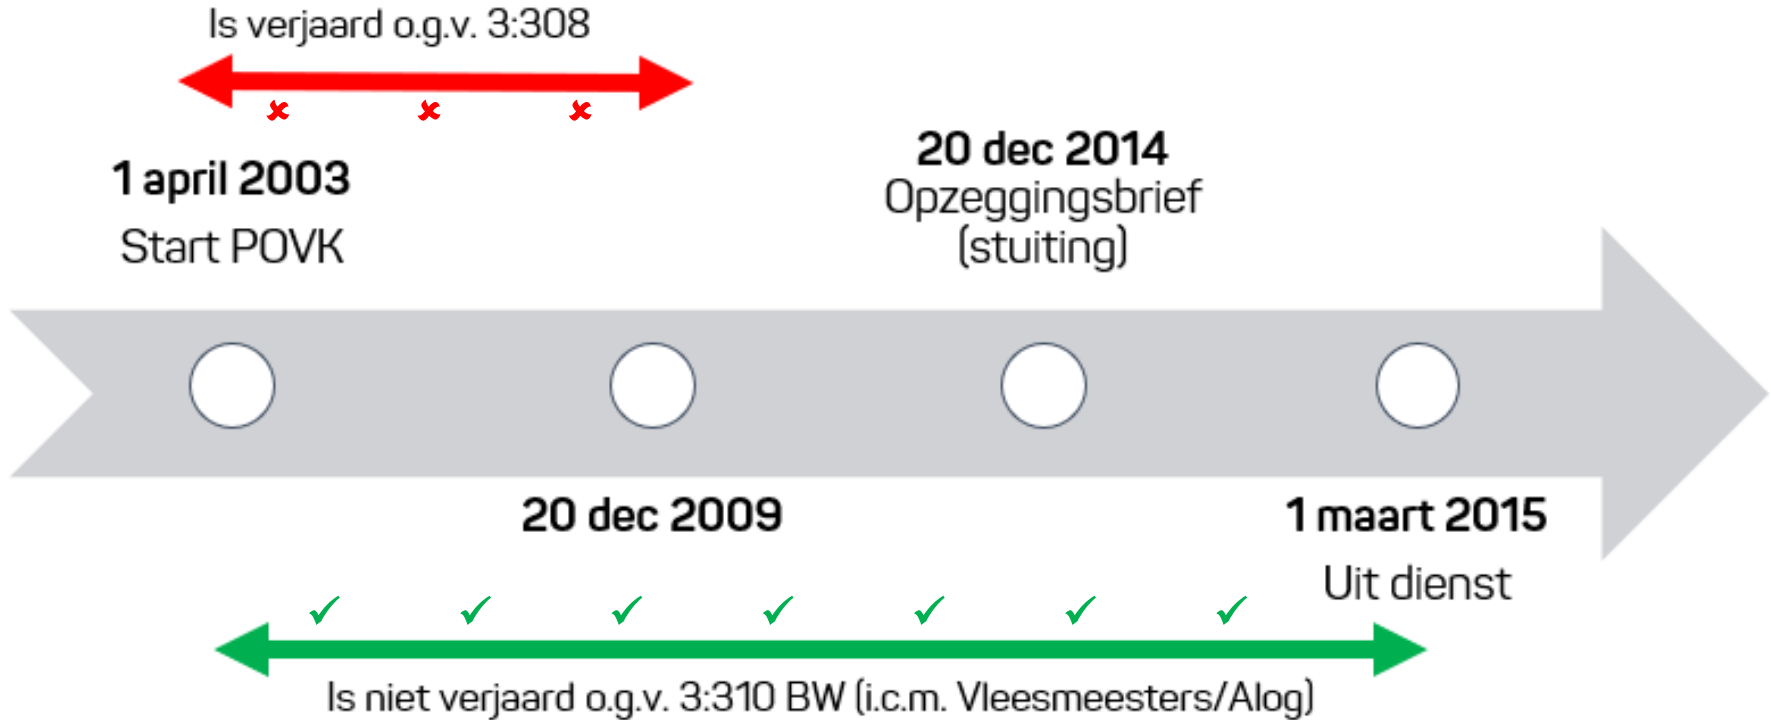 Is verjaard o.g.v. 3:308
1 april 2003
Start POVK
20 dec 2014
Opzeggingsbrief
(stuiting)
20 dec 2009
1 maart 2015
Uit dienst
Is niet verjaard o.g.v. 3:310 BW (i.c.m. Vleesmeesters/Alog)